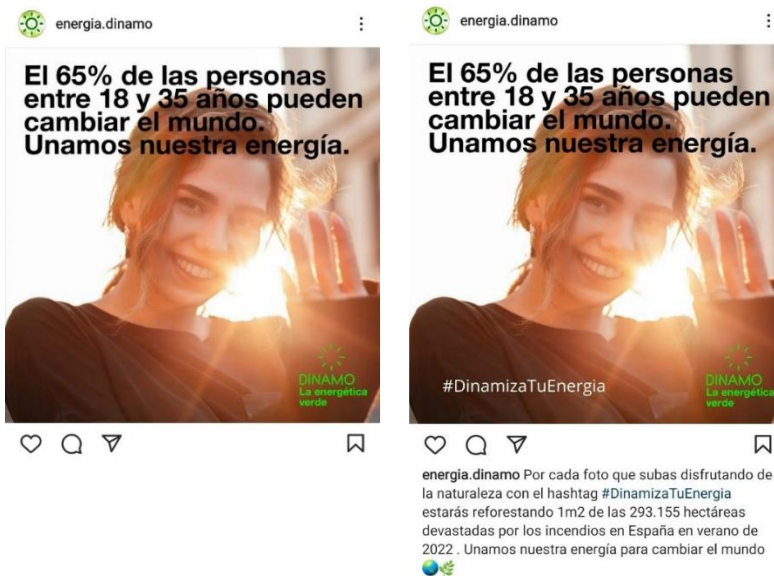 energia.dinamo
El 65% de las personas
entre 18 y 35 años pueden
cambiar el mundo.
Unamos nuestra energía.
DINAMO
La energética
verde
energia.dinamo
El 65% de las personas
entre 18 y 35 años pueden
cambiar el mundo.
Unamos nuestra energía.
#DinamizaTuEnergia
DINAMO
La energética
verde
energia.dinamo Por cada foto que subas disfrutando de
la naturaleza con el hashtag #DinamizaTuEnergia
estarás reforestando 1m2 de las 293.155 hectáreas
devastadas por los incendios en España en verano de
2022 . Unamos nuestra energía para cambiar el mundo